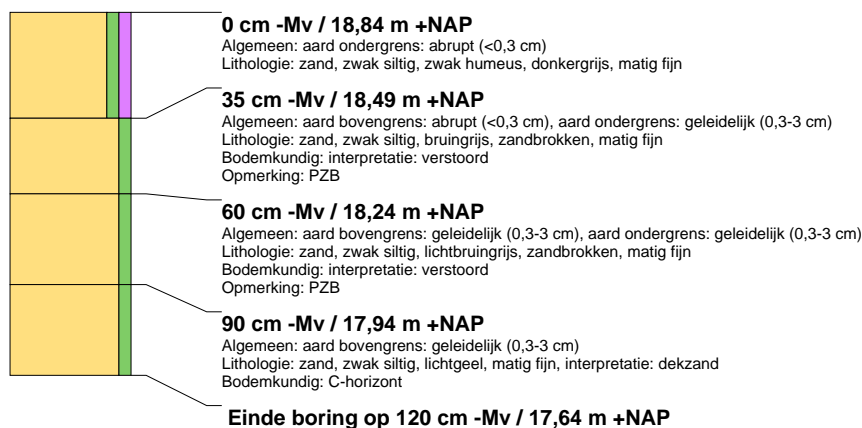 0 cm -Mv / 18,84 m +NAP
Algemeen: aard ondergrens: abrupt (<0,3 cm)
Lithologie: zand, zwak siltig, zwak humeus, donkergrijs, matig fijn
35 cm -Mv / 18,49 m +NAP
Algemeen: aard bovengrens: abrupt (<0,3 cm), aard ondergrens: geleidelijk (0,3-3 cm)
Lithologie: zand, zwak siltig, bruingrijs, zandbrokken, matig fijn
Bodemkundig: interpretatie: verstoord
Opmerking: PZB
60 cm -Mv / 18,24 m +NAP
Algemeen: aard bovengrens: geleidelijk (0,3-3 cm), aard ondergrens: geleidelijk (0,3-3 cm)
Lithologie: zand, zwak siltig, lichtbruingrijs, zandbrokken, matig fijn
Bodemkundig: interpretatie: verstoord
Opmerking: PZB
90 cm -Mv / 17,94 m +NAP
Algemeen: aard bovengrens: geleidelijk (0,3-3 cm)
Lithologie: zand, zwak siltig, lichtgeel, matig fijn, interpretatie: dekzand
Bodemkundig: C-horizont
Einde boring op 120 cm -Mv / 17,64 m +NAP